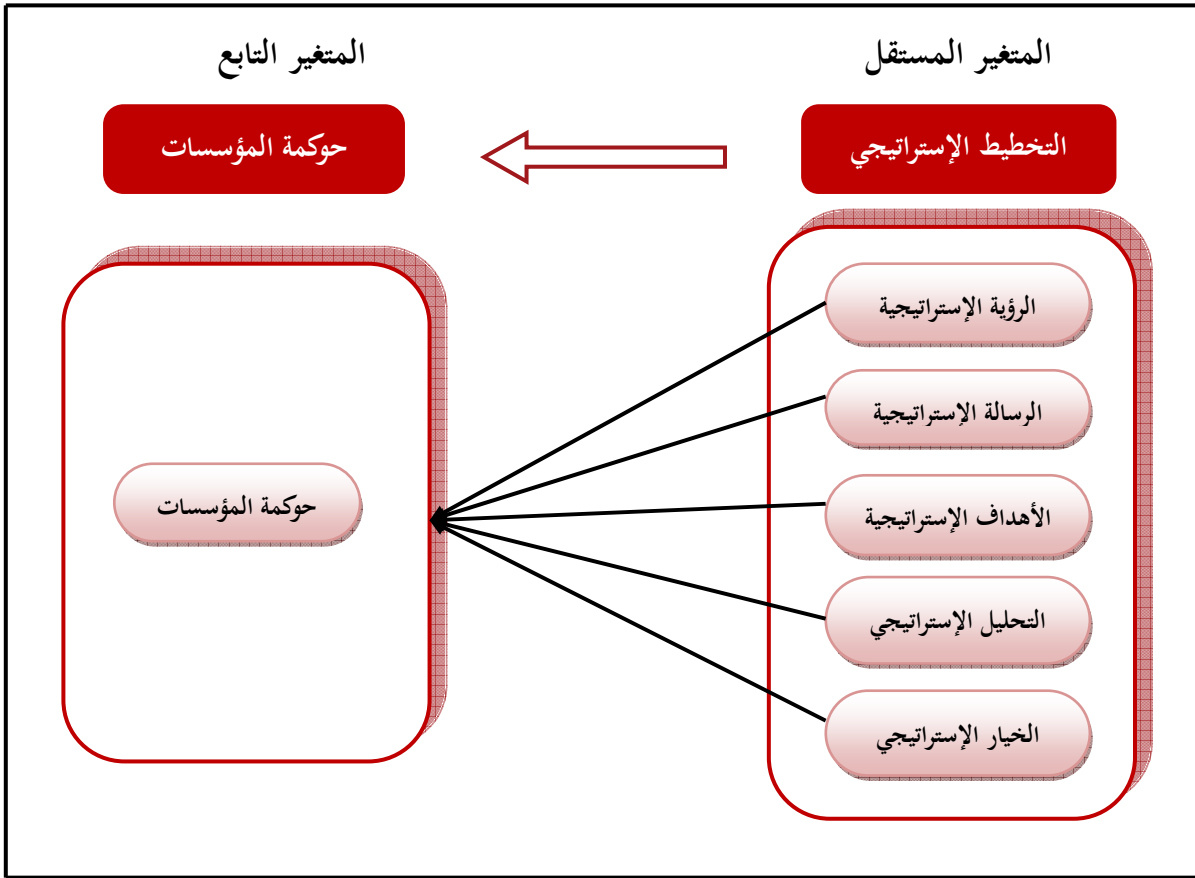 المتغير المستقل
المتغير التابع
التخطيط الإستراتيجي
حوكمة المؤسسات
الرؤية الإستراتيجية
الرسالة الإستراتيجية
الأهداف الإستراتيجية
التحليل الإستراتيجي
الخيار الإستراتيجي
حوكمة المؤسسات